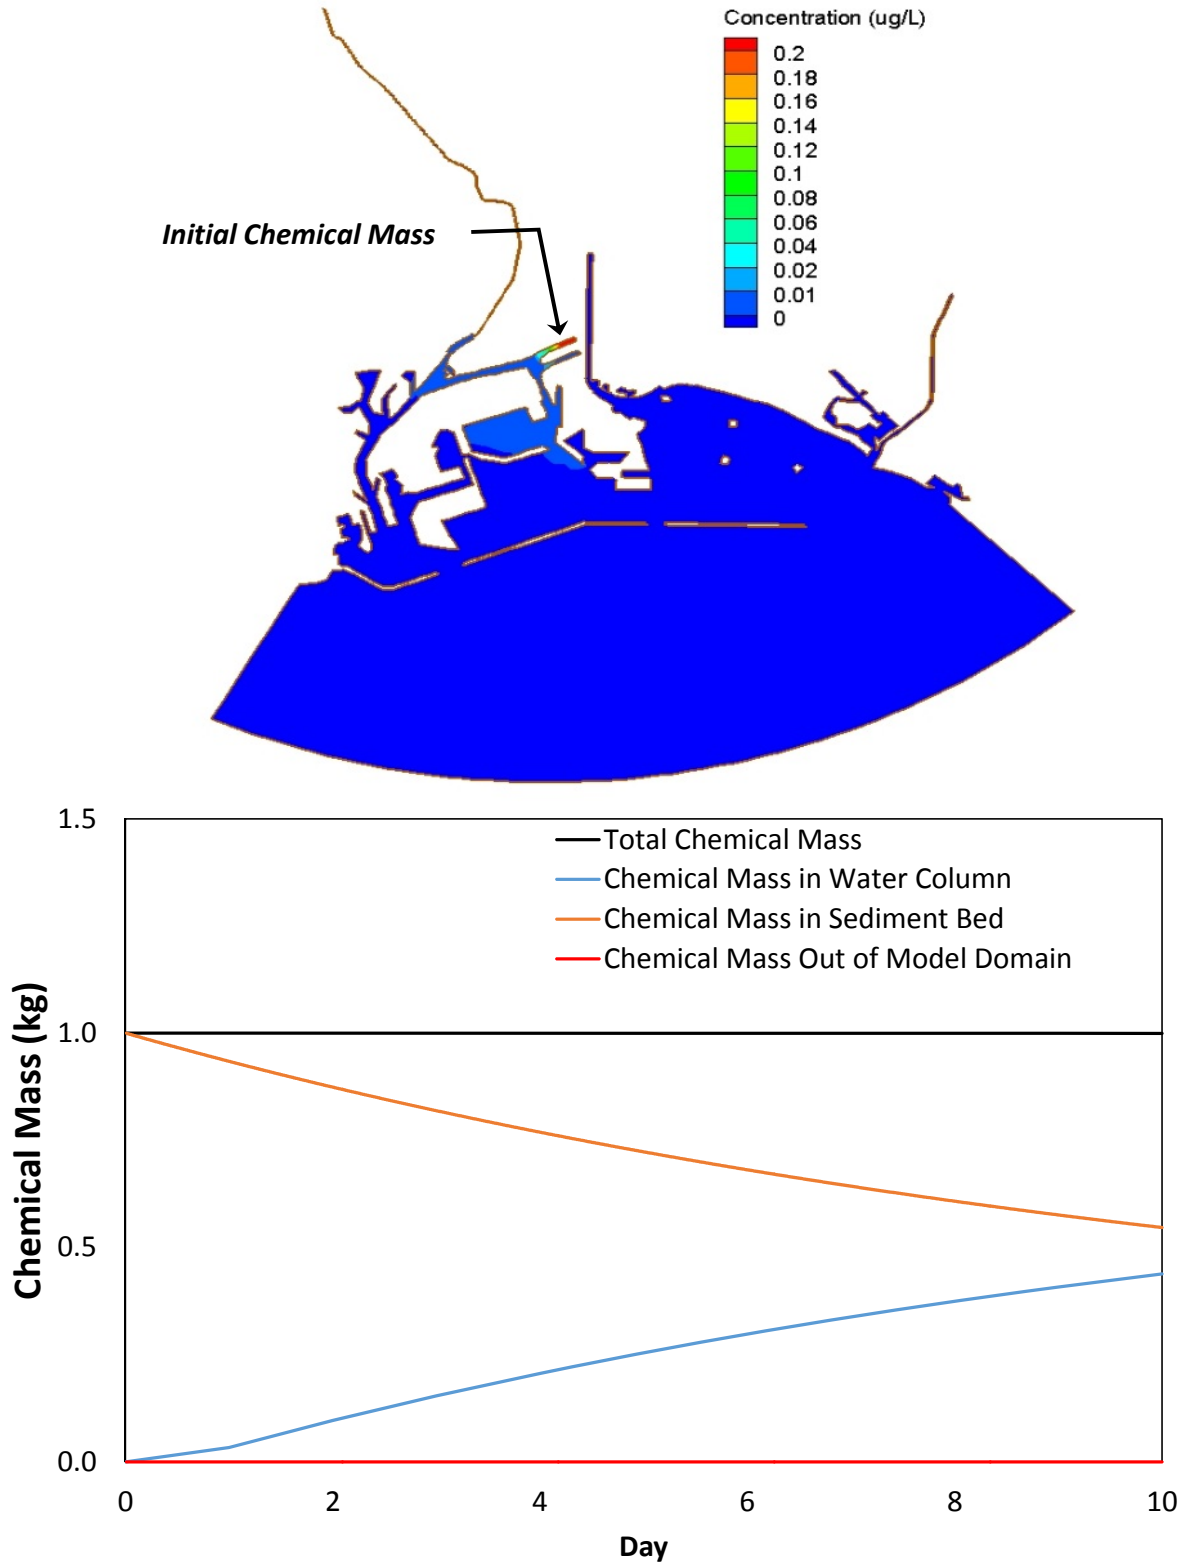 Concentration (ug/L)
0.2
0.18
0.16
0.14
0.12
0.1
0.08
0.06
0.04
0.02
0.01
0
Initial Chemical Mass
1.5
1.0
0.5
0.0
Chemical Mass (kg)
Total Chemical Mass
Chemical Mass in Water Column
Chemical Mass in Sediment Bed
Chemical Mass Out of Model Domain
0 2 4 6 8 10
Day